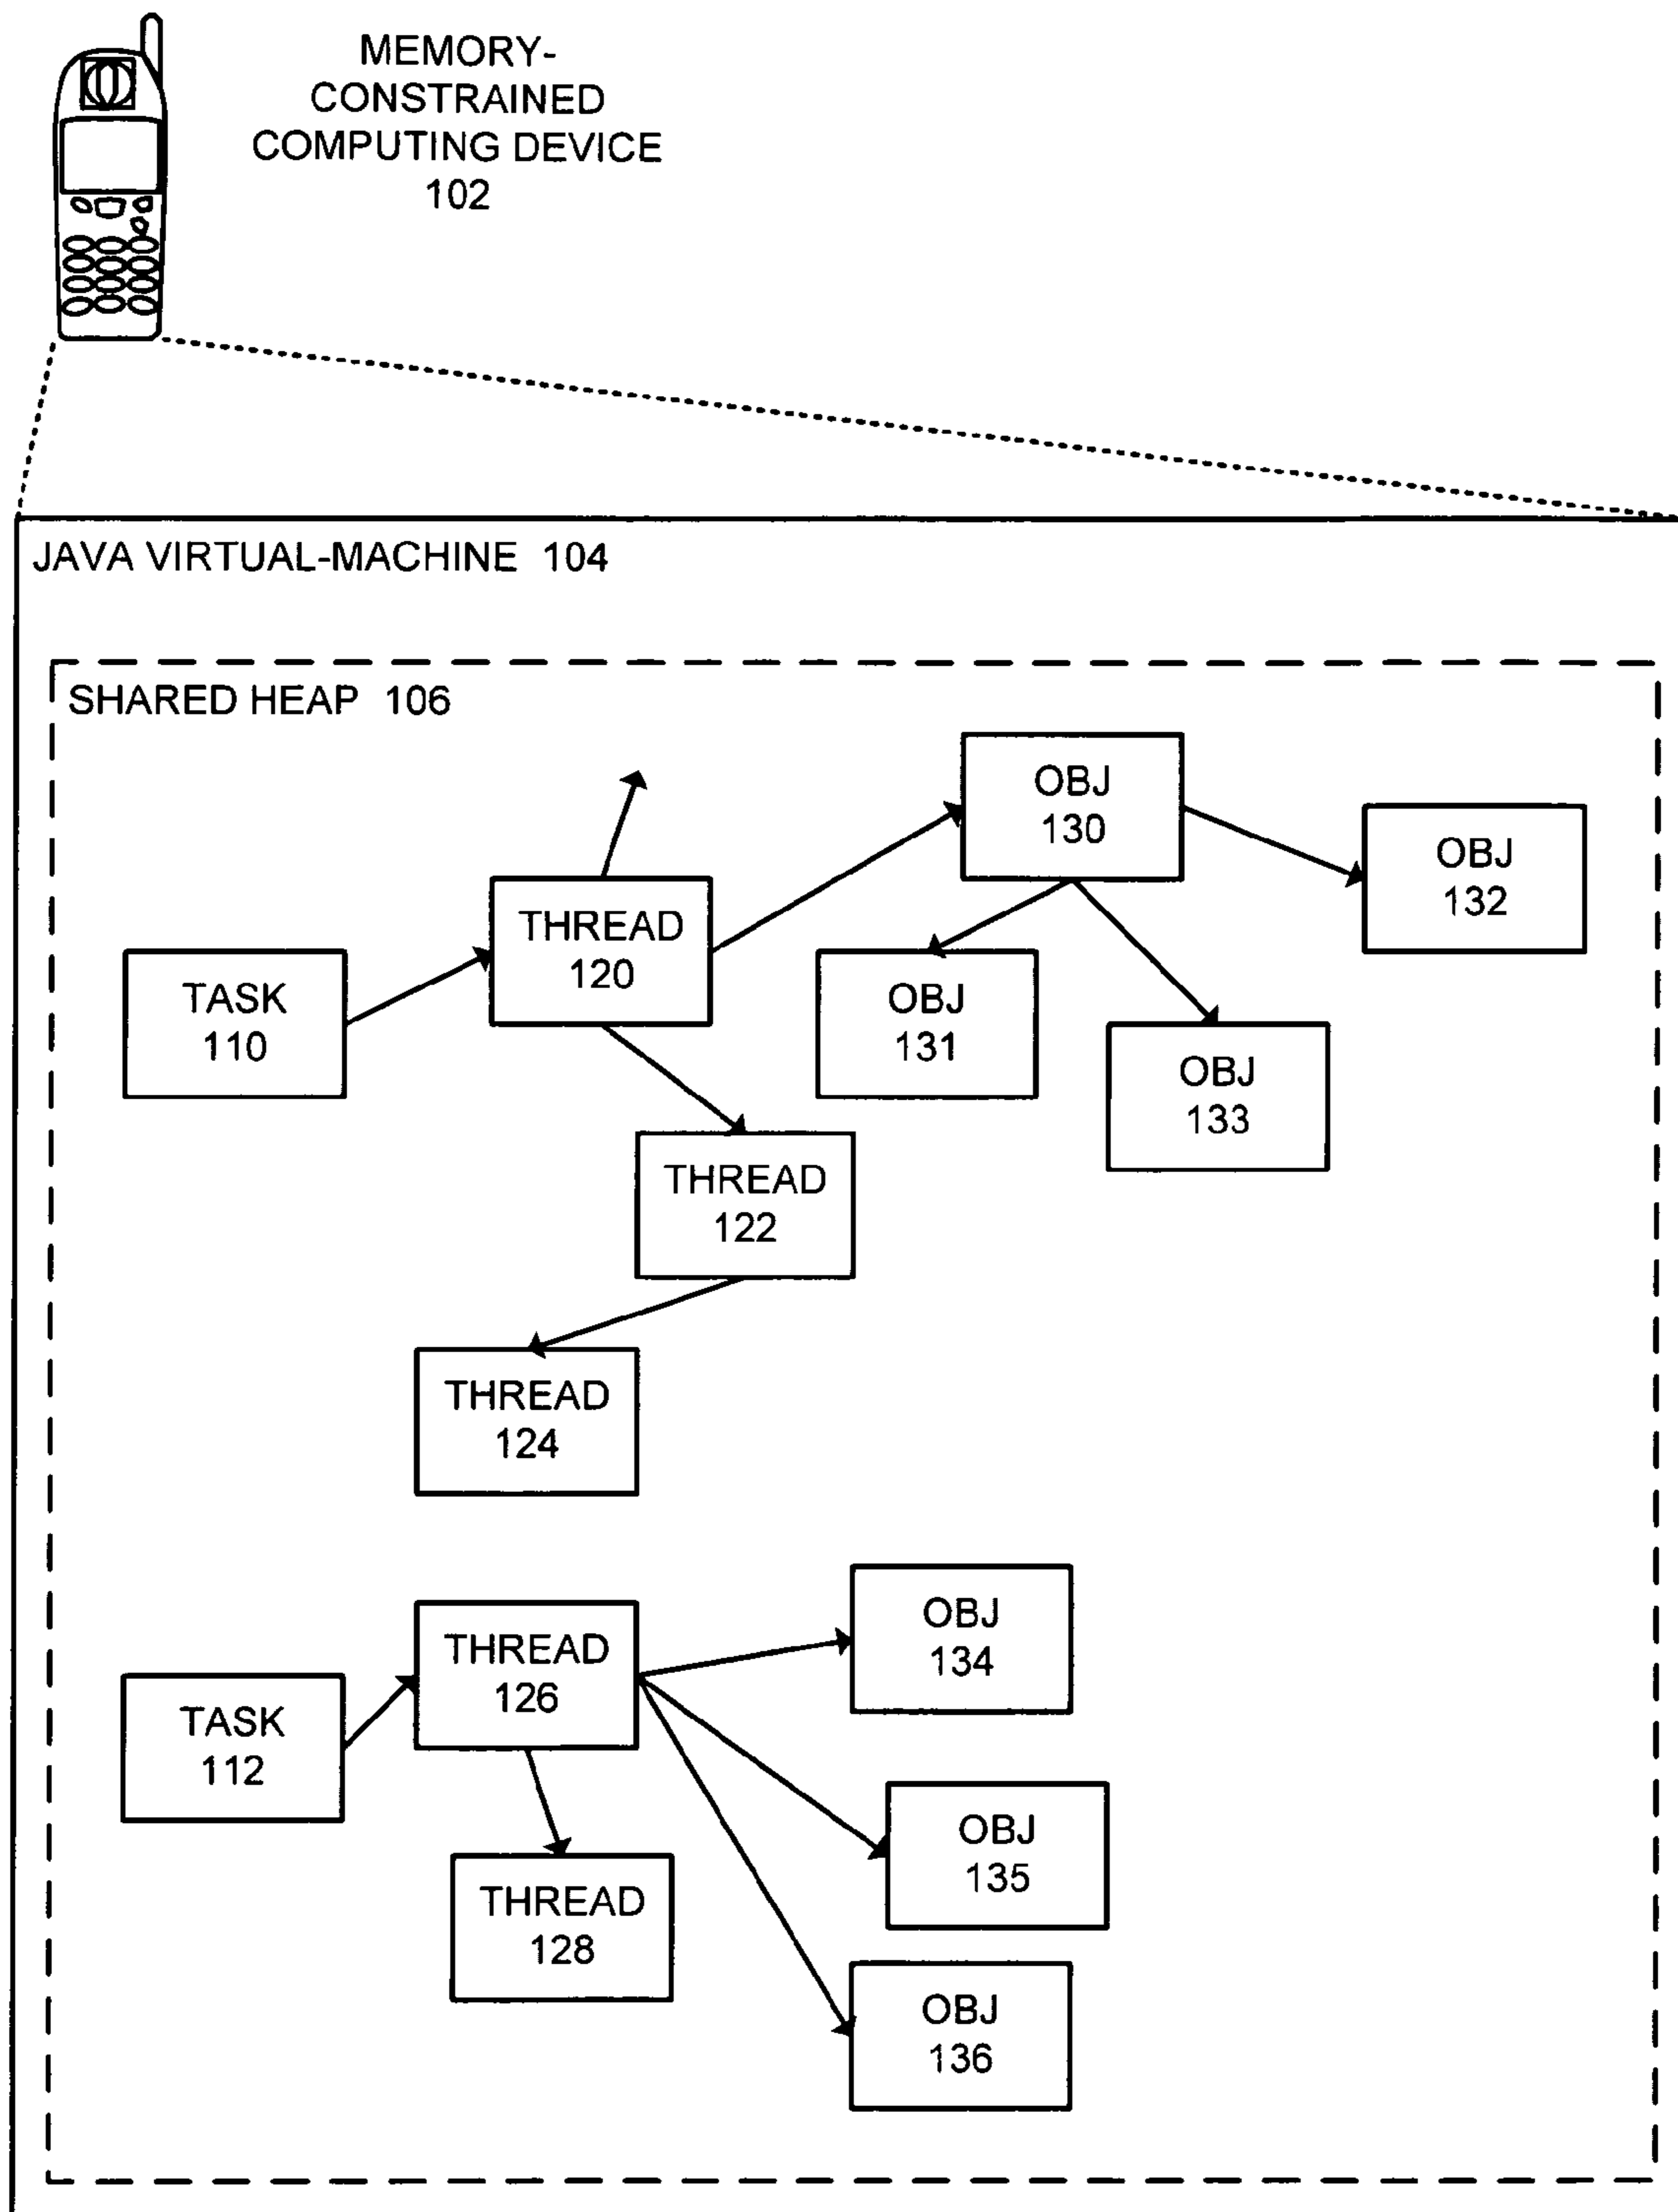 MEMORY-
CONSTRAINED
COMPUTING DEVICE
102
JAVA VIRTUAL-MACHINE 104
SHARED HEAP 106
OBJ
130
OBJ
132
THREAD
120
TASK
110
OBJ
131
OBJ
133
THREAD
122
THREAD
124
OBJ
134
THREAD
126
TASK
112
OBJ
135
THREAD
128
OBJ
136